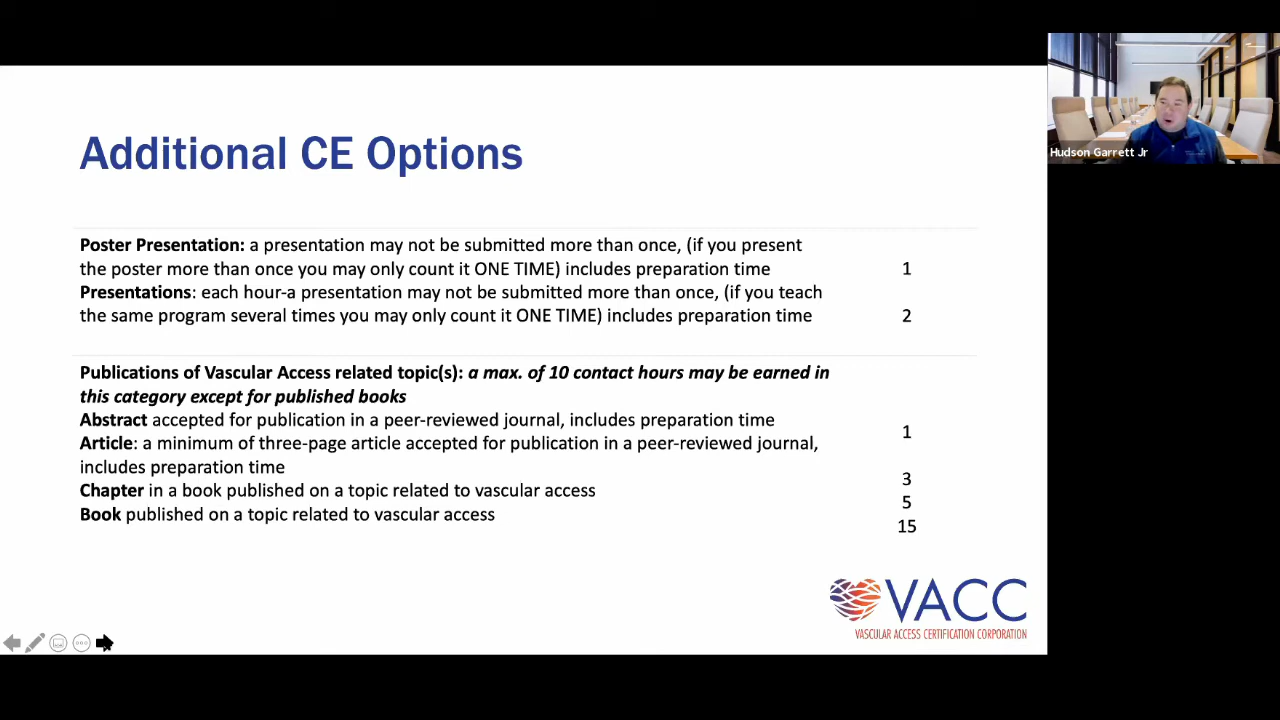 Additional CE Options
Hudson Garrett Jr
Poster Presentation: a presentation may not be submitted more than once, (if you present
the poster more than once you may only count it ONE TIME) includes preparation time 1
Presentations: each hour-a presentation may not be submitted more than once, (if you teach
the same program several times you may only count it ONE TIME) includes preparation time 2
Publications of Vascular Access related topic(s): a max. of 10 contact hours may be earned in
this category except for published books
Abstract accepted for publication in a peer-reviewed journal, includes preparation time 1
Article: a minimum of three-page article accepted for publication in a peer-reviewed journal,
includes preparation time 3
Chapter in a book published on a topic related to vascular access 5
Book published on a topic related to vascular access 15
VACC
VASCULAR ACCESS CERTIFICATION CORPORATION